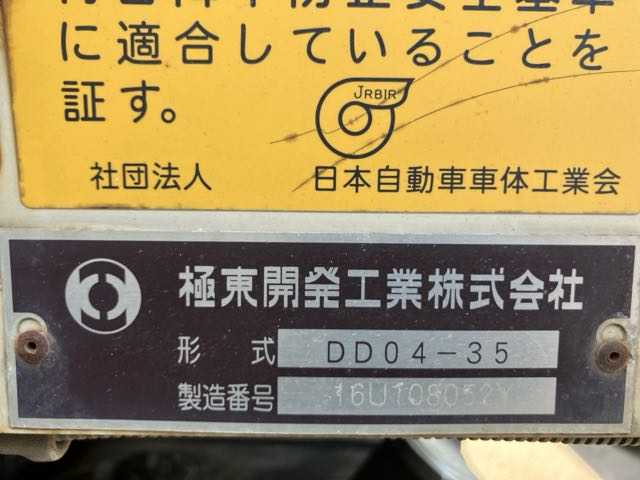 に適合していることを
証す。
JRBIR
社団法人 日本自動車車体工業会
極東開発工業株式会社
形式 DD04-35
製造番号